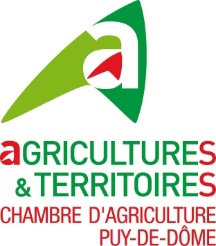 a
aGRICULTURES
& TERRITOIRES
CHAMBRE D'AGRICULTURE
PUY-DE-DÔME